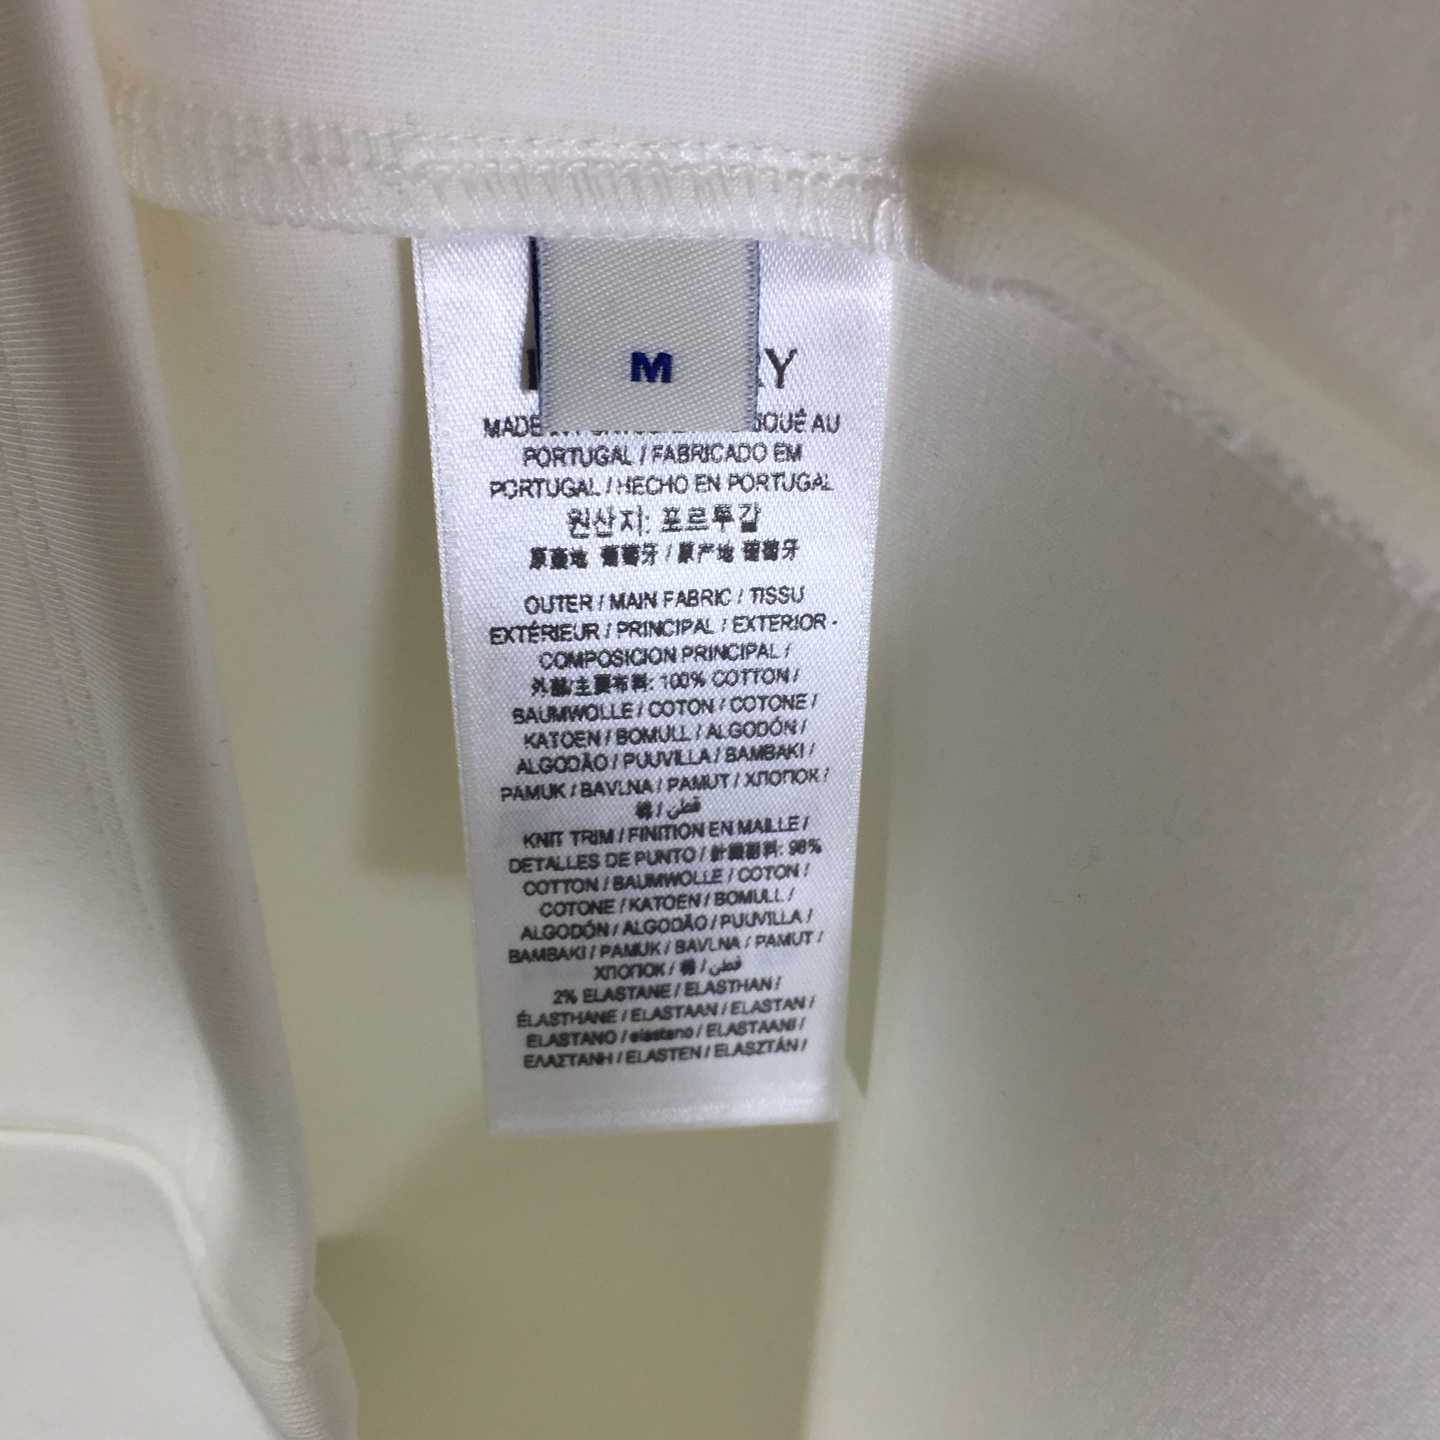 M
RY
MADE IN PORTUGAL / FABRIQUÉ AU
PORTUGAL / FABRICADO EM
PORTUGAL / HECHO EN PORTUGAL
원산지: 포르투갈
原產地 葡萄牙 / 原产地 葡萄牙
OUTER / MAIN FABRIC / TISSU
EXTÉRIEUR / PRINCIPAL / EXTERIOR -
COMPOSICION PRINCIPAL /
外部/主要布料: 100% COTTON /
BAUMWOLLE / COTON / COTONE /
KATOEN / BOMULL / ALGODÓN /
ALGODÃO / PUUVILLA / BAMBAKI /
PAMUK / BAVLNA / PAMUT / ХЛОПОК /
棉 / قطن
KNIT TRIM / FINITION EN MAILLE /
DETALLES DE PUNTO / 針織部料: 98%
COTTON / BAUMWOLLE / COTON /
COTONE / KATOEN / BOMULL /
ALGODÓN / ALGODÃO / PUUVILLA /
BAMBAKI / PAMUK / BAVLNA / PAMUT /
ХЛОПОК / 棉 / قطن
2% ELASTANE / ELASTHAN /
ÉLASTHANE / ELASTAAN / ELASTAN /
ELASTANO / elastano / ELASTAANI /
ΕΛΑΣΤΑΝΗ / ELASTEN / ELASZTÁN /